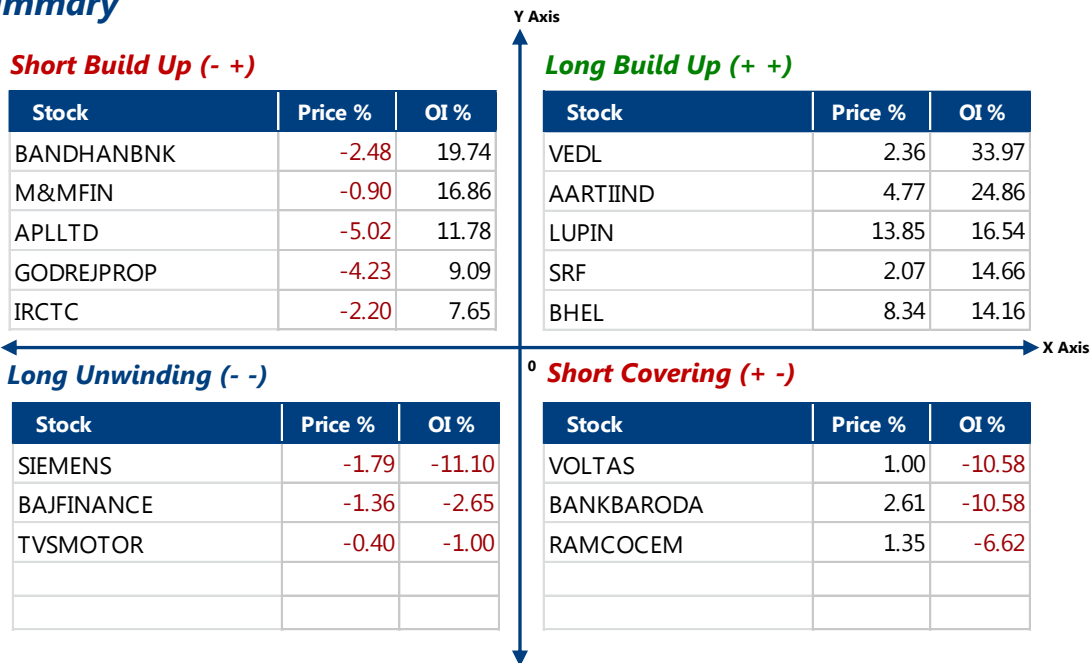 Y Axis
Short Build Up (- +)
Stock Price % OI %
BANDHANBNK -2.48 19.74
M&MFIN -0.90 16.86
APLLTD -5.02 11.78
GODREJPROP -4.23 9.09
IRCTC -2.20 7.65
Long Build Up (+ +)
Stock Price % OI %
VEDL 2.36 33.97
AARTIIND 4.77 24.86
LUPIN 13.85 16.54
SRF 2.07 14.66
BHEL 8.34 14.16
X Axis
0
Long Unwinding (- -)
Stock Price % OI %
SIEMENS -1.79 -11.10
BAJFINANCE -1.36 -2.65
TVSMOTOR -0.40 -1.00
Short Covering (+ -)
Stock Price % OI %
VOLTAS 1.00 -10.58
BANKBARODA 2.61 -10.58
RAMCOCEM 1.35 -6.62